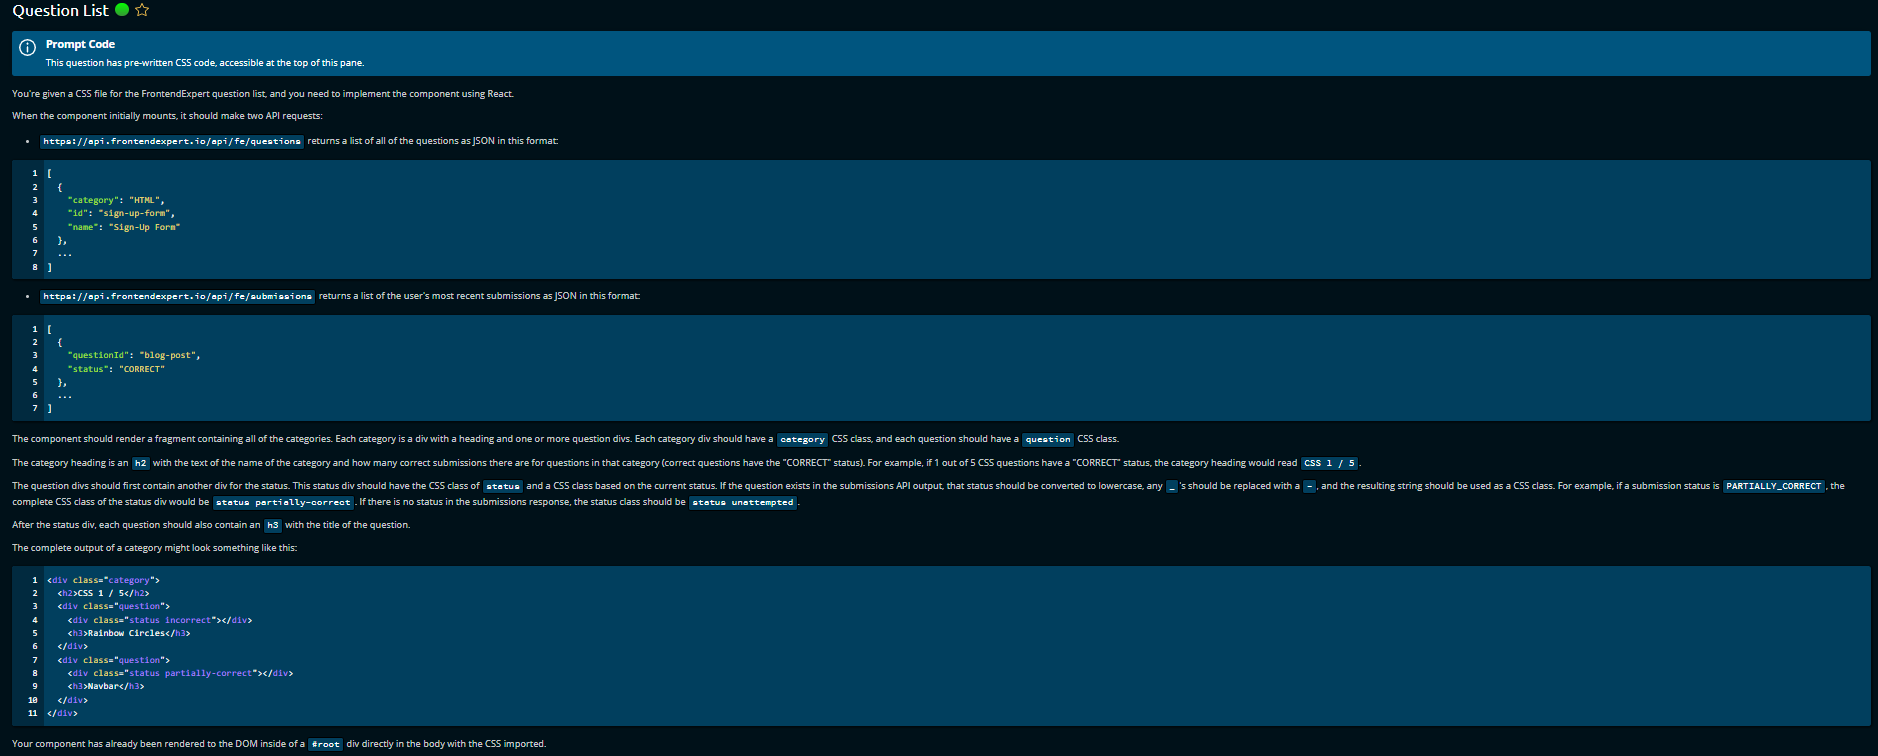 Question List
Prompt Code
This question has pre-written CSS code, accessible at the top of this pane.
You're given a CSS file for the FrontendExpert question list, and you need to implement the component using React.
When the component initially mounts, it should make two API requests:
• https://api.frontendexpert.io/api/fe/questions returns a list of all of the questions as JSON in this format:
1 [
2 {
3 "category": "HTML",
4 "id": "sign-up-form",
5 "name": "Sign-Up Form"
6 },
7 ...
8 ]
• https://api.frontendexpert.io/api/fe/submissions returns a list of the user's most recent submissions as JSON in this format:
1 [
2 {
3 "questionId": "blog-post",
4 "status": "CORRECT"
5 },
6 ...
7 ]
The component should render a fragment containing all of the categories. Each category is a div with a heading and one or more question divs. Each category div should have a category CSS class, and each question should have a question CSS class.
The category heading is an h2 with the text of the name of the category and how many correct submissions there are for questions in that category (correct questions have the "CORRECT" status). For example, if 1 out of 5 CSS questions have a "CORRECT" status, the category heading would read CSS 1 / 5.
The question divs should first contain another div for the status. This status div should have the CSS class of status and a CSS class based on the current status. If the question exists in the submissions API output, that status should be converted to lowercase, any _'s should be replaced with a -, and the resulting string should be used as a CSS class. For example, if a submission status is PARTIALLY_CORRECT, the
complete CSS class of the status div would be status partially-correct. If there is no status in the submissions response, the status class should be status unattempted.
After the status div, each question should also contain an h3 with the title of the question.
The complete output of a category might look something like this:
1 <div class="category">
2 <h2>CSS 1 / 5</h2>
3 <div class="question">
4 <div class="status incorrect"></div>
5 <h3>Rainbow Circles</h3>
6 </div>
7 <div class="question">
8 <div class="status partially-correct"></div>
9 <h3>Navbar</h3>
10 </div>
11 </div>
Your component has already been rendered to the DOM inside of a #root div directly in the body with the CSS imported.